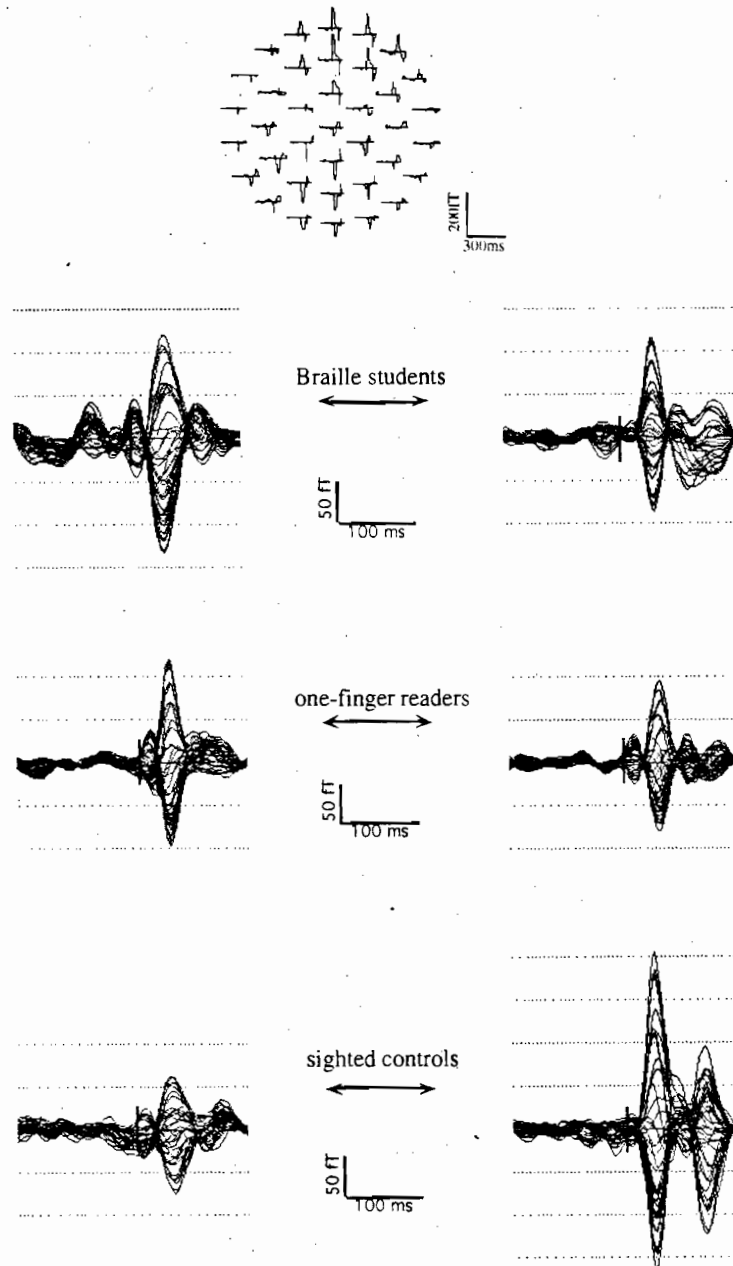 200fT
300ms
Braille students
50 fT
100 ms
one-finger readers
50 fT
100 ms
sighted controls
50 fT
100 ms